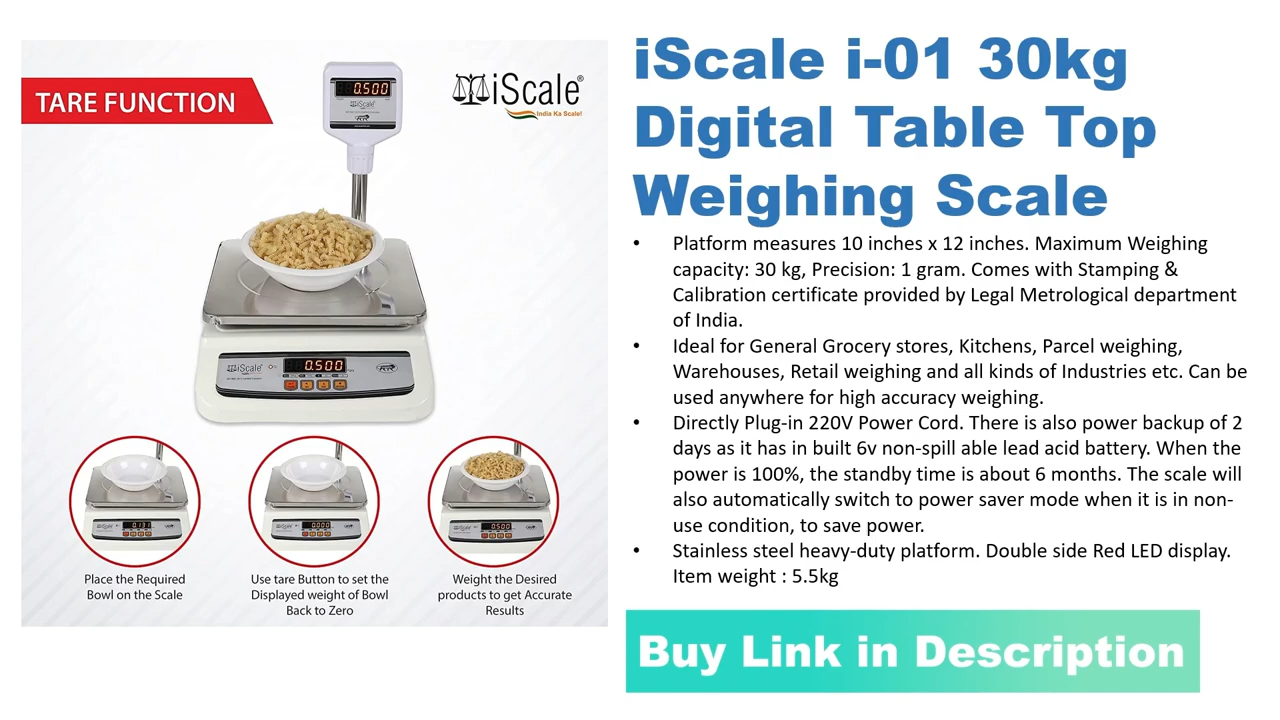 TARE FUNCTION
0.500
iScale
iScale®
India Ka Scale!
iScale
0.500
0.131
0.000
0.500
Place the Required
Bowl on the Scale
Use tare Button to set the
Displayed weight of Bowl
Back to Zero
Weight the Desired
products to get Accurate
Results
iScale i-01 30kg
Digital Table Top
Weighing Scale
• Platform measures 10 inches x 12 inches. Maximum Weighing
capacity: 30 kg, Precision: 1 gram. Comes with Stamping &
Calibration certificate provided by Legal Metrological department
of India.
• Ideal for General Grocery stores, Kitchens, Parcel weighing,
Warehouses, Retail weighing and all kinds of Industries etc. Can be
used anywhere for high accuracy weighing.
• Directly Plug-in 220V Power Cord. There is also power backup of 2
days as it has in built 6v non-spill able lead acid battery. When the
power is 100%, the standby time is about 6 months. The scale will
also automatically switch to power saver mode when it is in non-
use condition, to save power.
• Stainless steel heavy-duty platform. Double side Red LED display.
Item weight : 5.5kg
Buy Link in Description